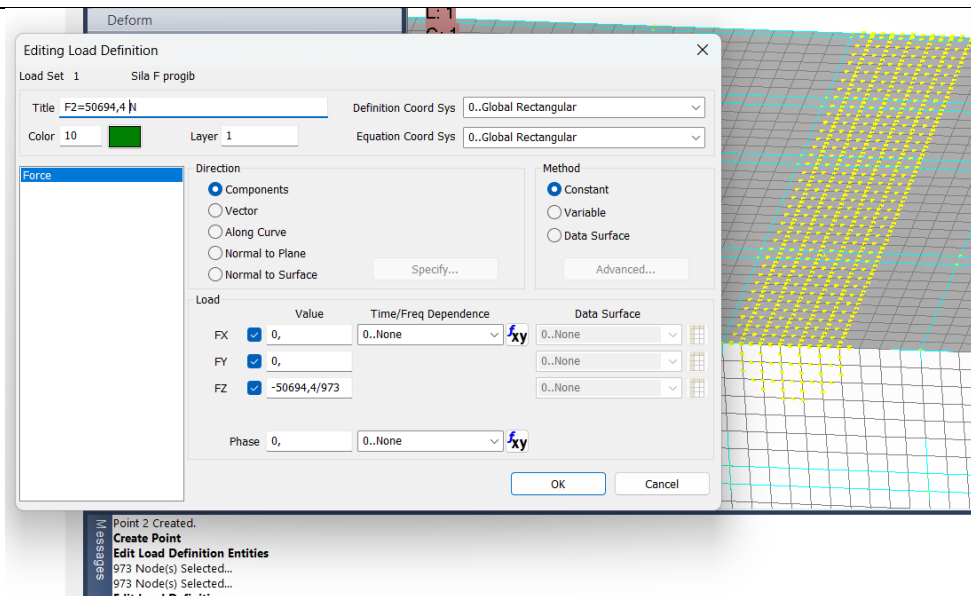 Deform
L: 1
C: 1
Editing Load Definition
Load Set 1 Sila F progib
Title F2=50694,4 N Definition Coord Sys 0..Global Rectangular
Color 10 Layer 1 Equation Coord Sys 0..Global Rectangular
Force
Direction
Components
Vector
Along Curve
Normal to Plane
Normal to Surface
Specify...
Method
Constant
Variable
Data Surface
Advanced...
Load
Value Time/Freq Dependence Data Surface
FX 0, 0..None fxy 0..None
FY 0, 0..None
FZ -50694,4/973 0..None
Phase 0, 0..None fxy
OK Cancel
Messages
Point 2 Created.
Create Point
Edit Load Definition Entities
973 Node(s) Selected...
973 Node(s) Selected...